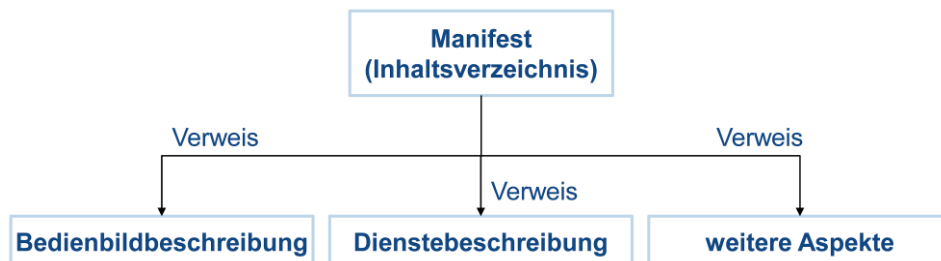 Manifest
(Inhaltsverzeichnis)
Verweis
Verweis
Verweis
Bedienbildbeschreibung
Dienstebeschreibung
weitere Aspekte